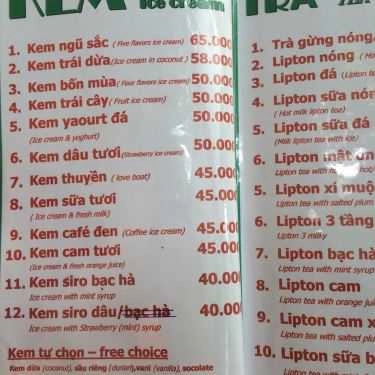 KEM Ice cream
1. Kem ngũ sắc ( Five flavors ice cream) 65.000
2. Kem trái dừa (Ice cream in coconut) 58.000
3. Kem bốn mùa ( Four flavors ice cream) 50.000
4. Kem trái cây ( Fruit ice cream) 50.000
5. Kem yaourt đá 50.000
(Ice cream & yoghurt)
6. Kem dâu tươi (Strawberry ice cream) 50.000
7. Kem thuyền ( love boat) 45.000
8. Kem sữa tươi 45.000
( Ice cream & fresh milk)
9. Kem café đen (Coffee ice cream) 45.000
10. Kem cam tươi 45.000
Ice cream & fresh orange juice)
11. Kem siro bạc hà 40.000
Ice cream with mint syrup
12. Kem siro dâu/bạc hà 40.000
Ice cream with Strawberry (mint) syrup
Kem tự chọn – free choice
Kem dừa (coconut), sầu riêng (durian), vani (vanila), socolate
TRÀ
1. Trà gừng nóng
2. Lipton nóng
3. Lipton đá (Lipton
4. Lipton sữa nón
( Hot milk lipton tea)
5. Lipton sữa đá
(Milk lipton tea with ice)
6. Lipton mật ong
Lipton tea with hot
5. Lipton xí muộ
Lipton tea with salted plum
6. Lipton 3 tầng
Lipton 3 milky
7. Lipton bạc hà
Lipton tea with mint syrup
8. Lipton cam
Lipton tea with orange juice
9. Lipton cam x
Lipton tea with salted plum
10. Lipton sữa b